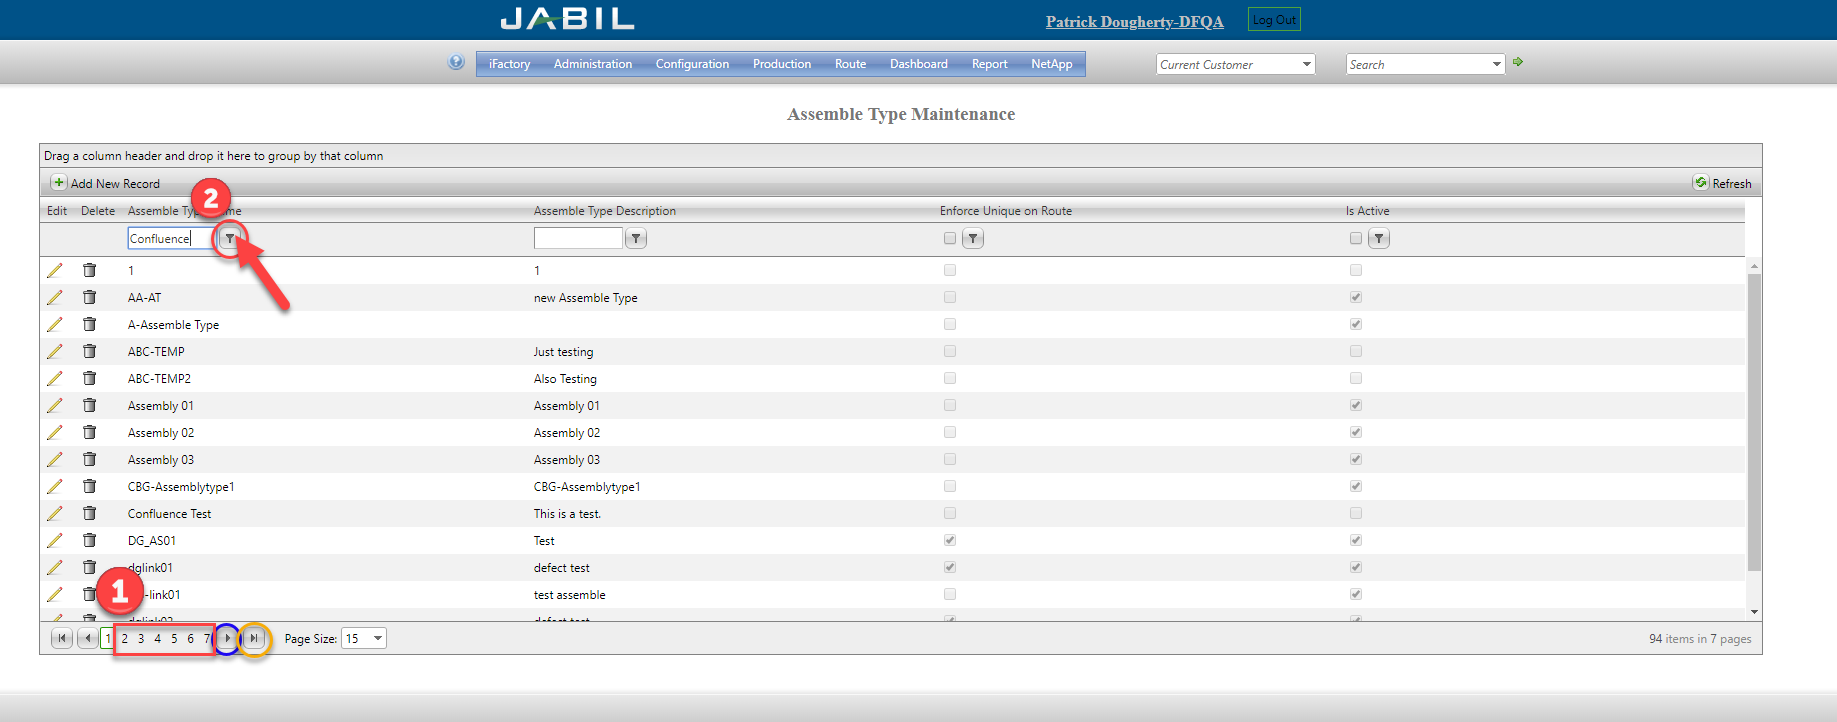 JABIL
Patrick Dougherty-DFQA
Log Out
iFactory Administration Configuration Production Route Dashboard Report NetApp
Current Customer
Search
Assemble Type Maintenance
Drag a column header and drop it here to group by that column
Add New Record
Refresh
2
Edit Delete Assemble Typ me Assemble Type Description Enforce Unique on Route Is Active
Confluence
1 1
AA-AT new Assemble Type
A-Assemble Type
ABC-TEMP Just testing
ABC-TEMP2 Also Testing
Assembly 01 Assembly 01
Assembly 02 Assembly 02
Assembly 03 Assembly 03
CBG-Assemblytype1 CBG-Assemblytype1
Confluence Test This is a test.
DG_AS01 Test
dglink01 defect test
1
-link01 test assemble
dglink02 defect test
1 2 3 4 5 6 7 Page Size: 15 94 items in 7 pages